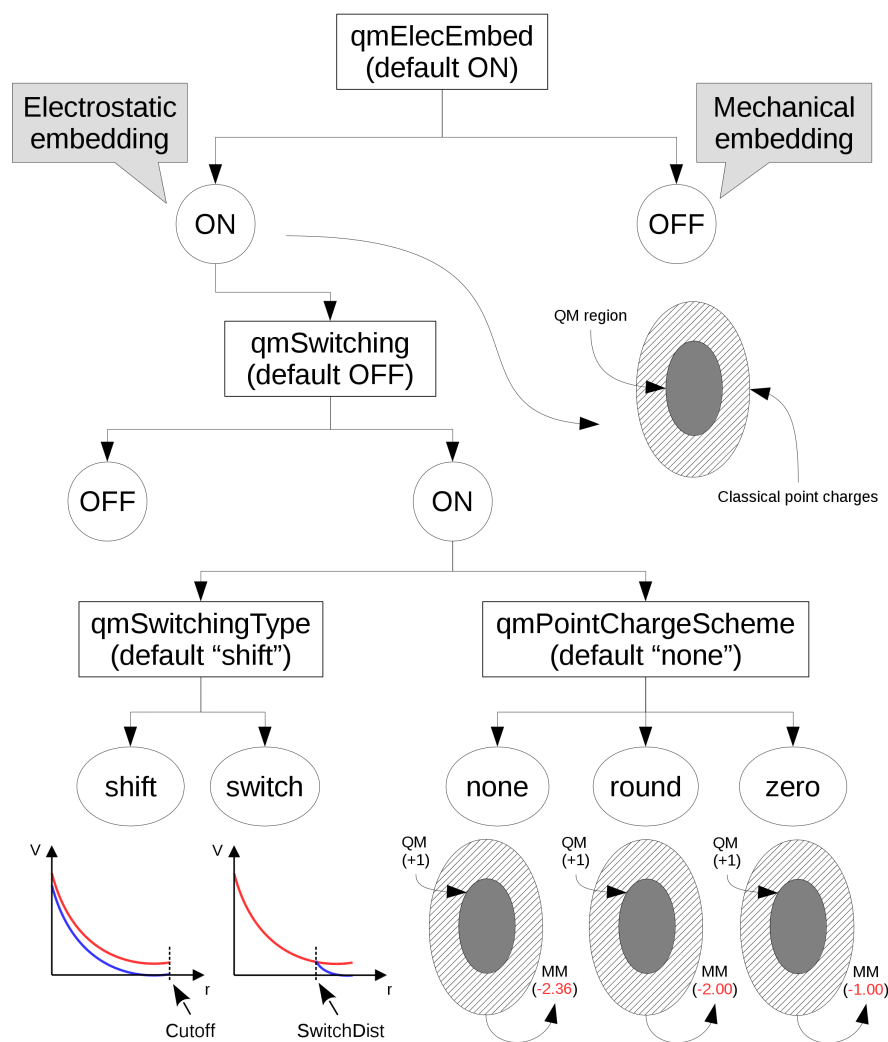 qmElecEmbed
(default ON)
Electrostatic
embedding
Mechanical
embedding
ON
OFF
QM region
qmSwitching
(default OFF)
Classical point charges
OFF
ON
qmSwitchingType
(default “shift”)
qmPointChargeScheme
(default “none”)
shift
switch
none
round
zero
V
r
Cutoff
V
r
SwitchDist
QM
(+1)
MM
(-2.36)
QM
(+1)
MM
(-2.00)
QM
(+1)
MM
(-1.00)